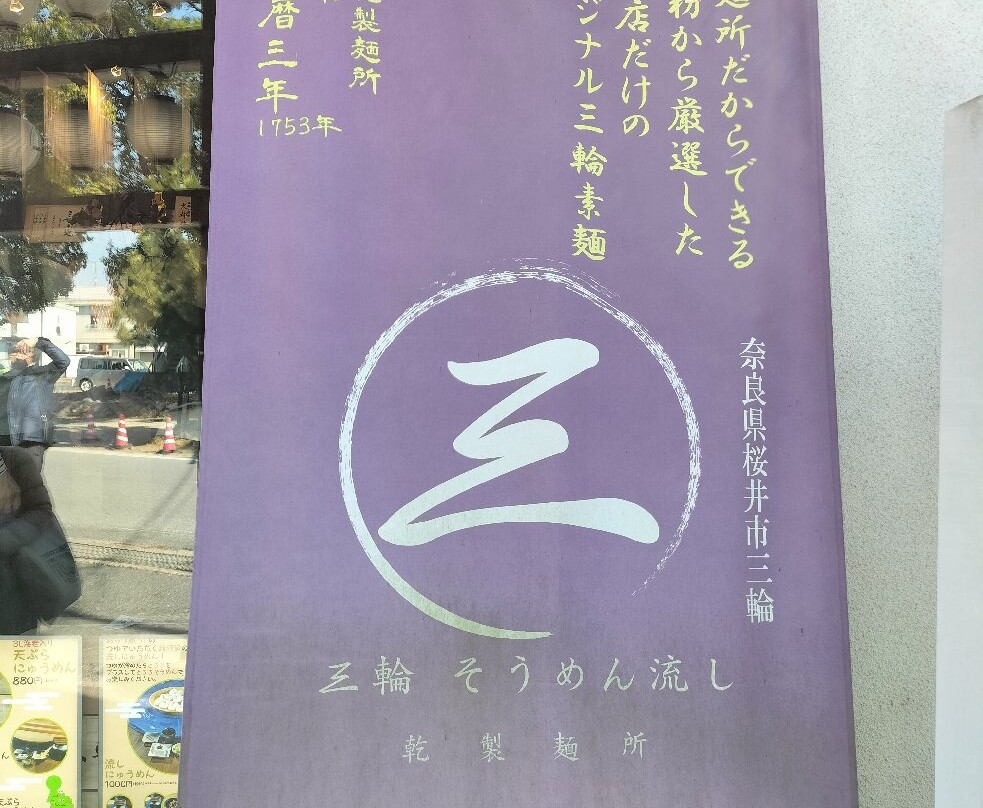 所だからできる
粉から厳選した
店だけの
ジナル三輪素麺
製麺所
暦三年
1753年
三
奈良県桜井市三輪
三輪 そうめん流し
乾製麺所
天ぷら
にゅうめん
880円
流し
にゅうめん
1000円
天ぷら